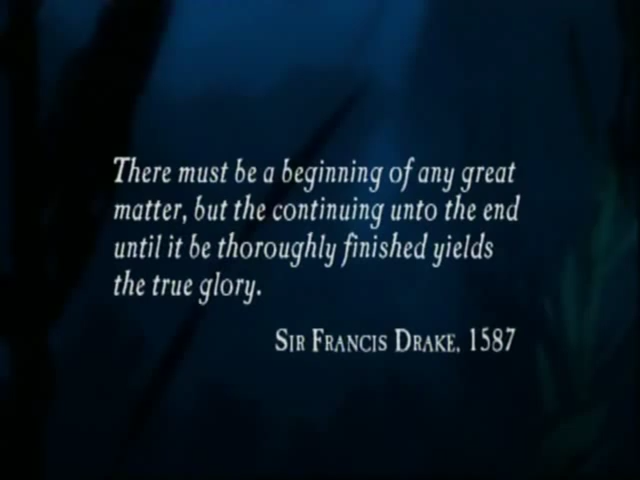 There must be a beginning of any great
matter, but the continuing unto the end
until it be thoroughly finished yields
the true glory.
SIR FRANCIS DRAKE, 1587